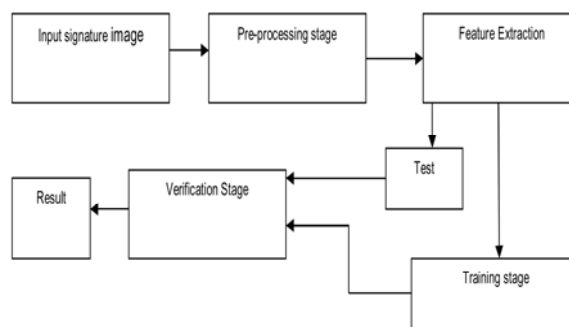 Input signature image
Pre-processing stage
Feature Extraction
Test
Verification Stage
Result
Training stage